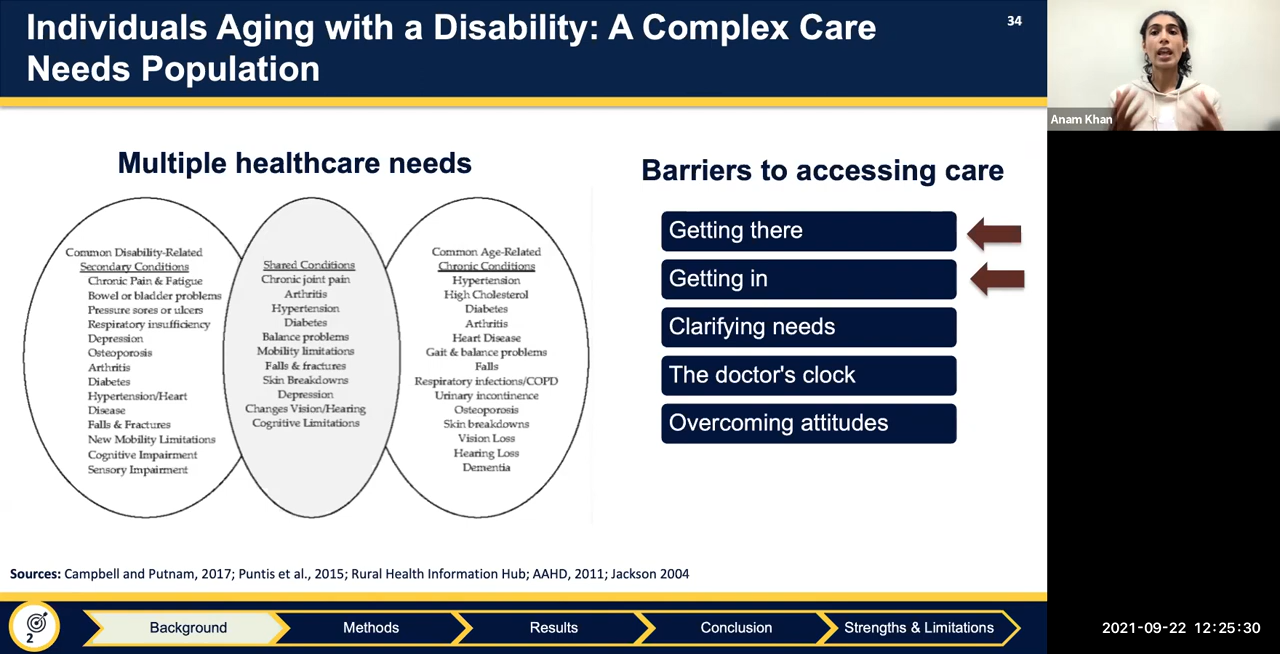 Individuals Aging with a Disability: A Complex Care
Needs Population
34
Anam Khan
Multiple healthcare needs
Common Disability-Related
Secondary Conditions
Chronic Pain & Fatigue
Bowel or bladder problems
Pressure sores or ulcers
Respiratory insufficiency
Depression
Osteoporosis
Arthritis
Diabetes
Hypertension/Heart
Disease
Falls & Fractures
New Mobility Limitations
Cognitive Impairment
Sensory Impairment
Shared Conditions
Chronic joint pain
Arthritis
Hypertension
Diabetes
Balance problems
Mobility limitations
Falls & fractures
Skin Breakdowns
Depression
Changes Vision/Hearing
Cognitive Limitations
Common Age-Related
Chronic Conditions
Hypertension
High Cholesterol
Diabetes
Arthritis
Heart Disease
Gait & balance problems
Falls
Respiratory infections/COPD
Urinary incontinence
Osteoporosis
Skin breakdowns
Vision Loss
Hearing Loss
Dementia
Barriers to accessing care
Getting there
Getting in
Clarifying needs
The doctor's clock
Overcoming attitudes
Sources: Campbell and Putnam, 2017; Puntis et al., 2015; Rural Health Information Hub; AAHD, 2011; Jackson 2004
2
Background
Methods
Results
Conclusion
Strengths & Limitations
2021-09-22 12:25:30